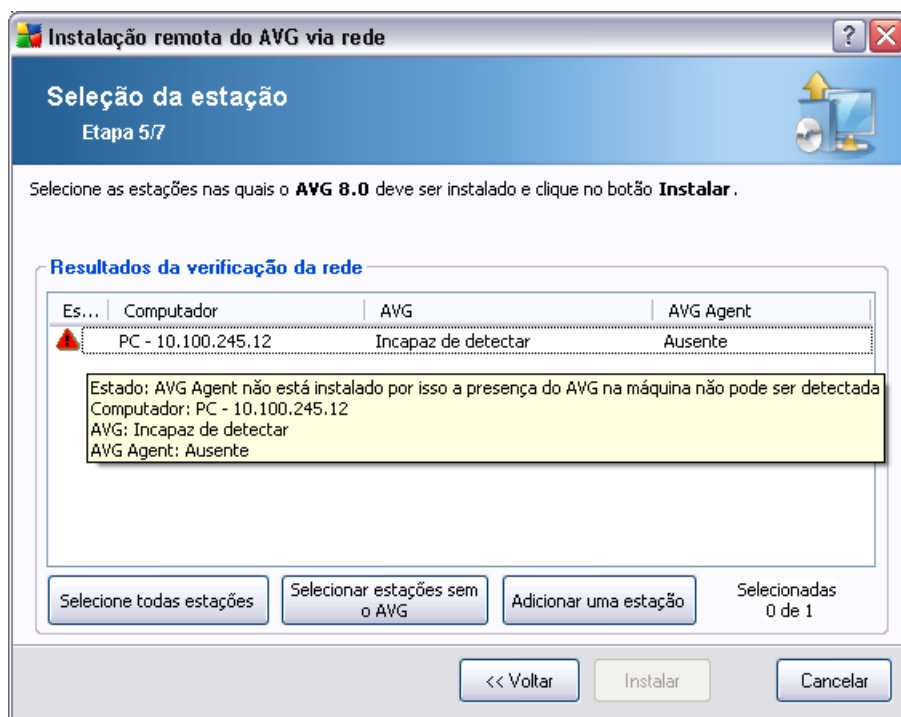 Instalação remota do AVG via rede
Seleção da estação
Etapa 5/7
Selecione as estações nas quais o AVG 8.0 deve ser instalado e clique no botão Instalar.
Resultados da verificação da rede
Es... Computador AVG AVG Agent
PC - 10.100.245.12 Incapaz de detectar Ausente
Estado: AVG Agent não está instalado por isso a presença do AVG na máquina não pode ser detectada
Computador: PC - 10.100.245.12
AVG: Incapaz de detectar
AVG Agent: Ausente
Selecione todas estações
Selecionar estações sem
o AVG
Adicionar uma estação
Selecionadas
0 de 1
<< Voltar
Instalar
Cancelar